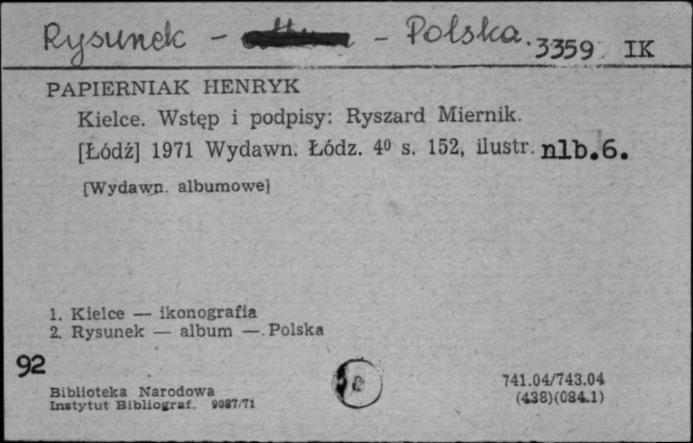 Rysunek - - Polska.
3359 IK
PAPIERNIAK HENRYK
Kielce. Wstęp i podpisy: Ryszard Miernik.
[Łódź] 1971 Wydawn. Łódz. 4⁰ s. 152, ilustr. nlb.6.
[Wydawn. albumowe]
1. Kielce — ikonografia
2. Rysunek — album — Polska
92
Biblioteka Narodowa
Instytut Bibliograf. 9087/71
741.04/743.04
(438)(084.1)